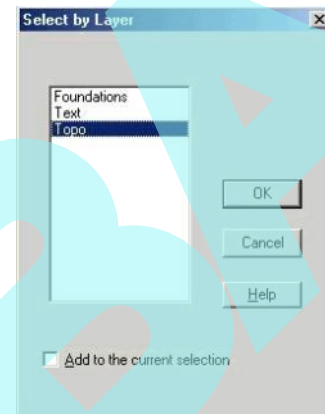 Select by Layer
Foundations
Text
Topo
OK
Cancel
Help
Add to the current selection